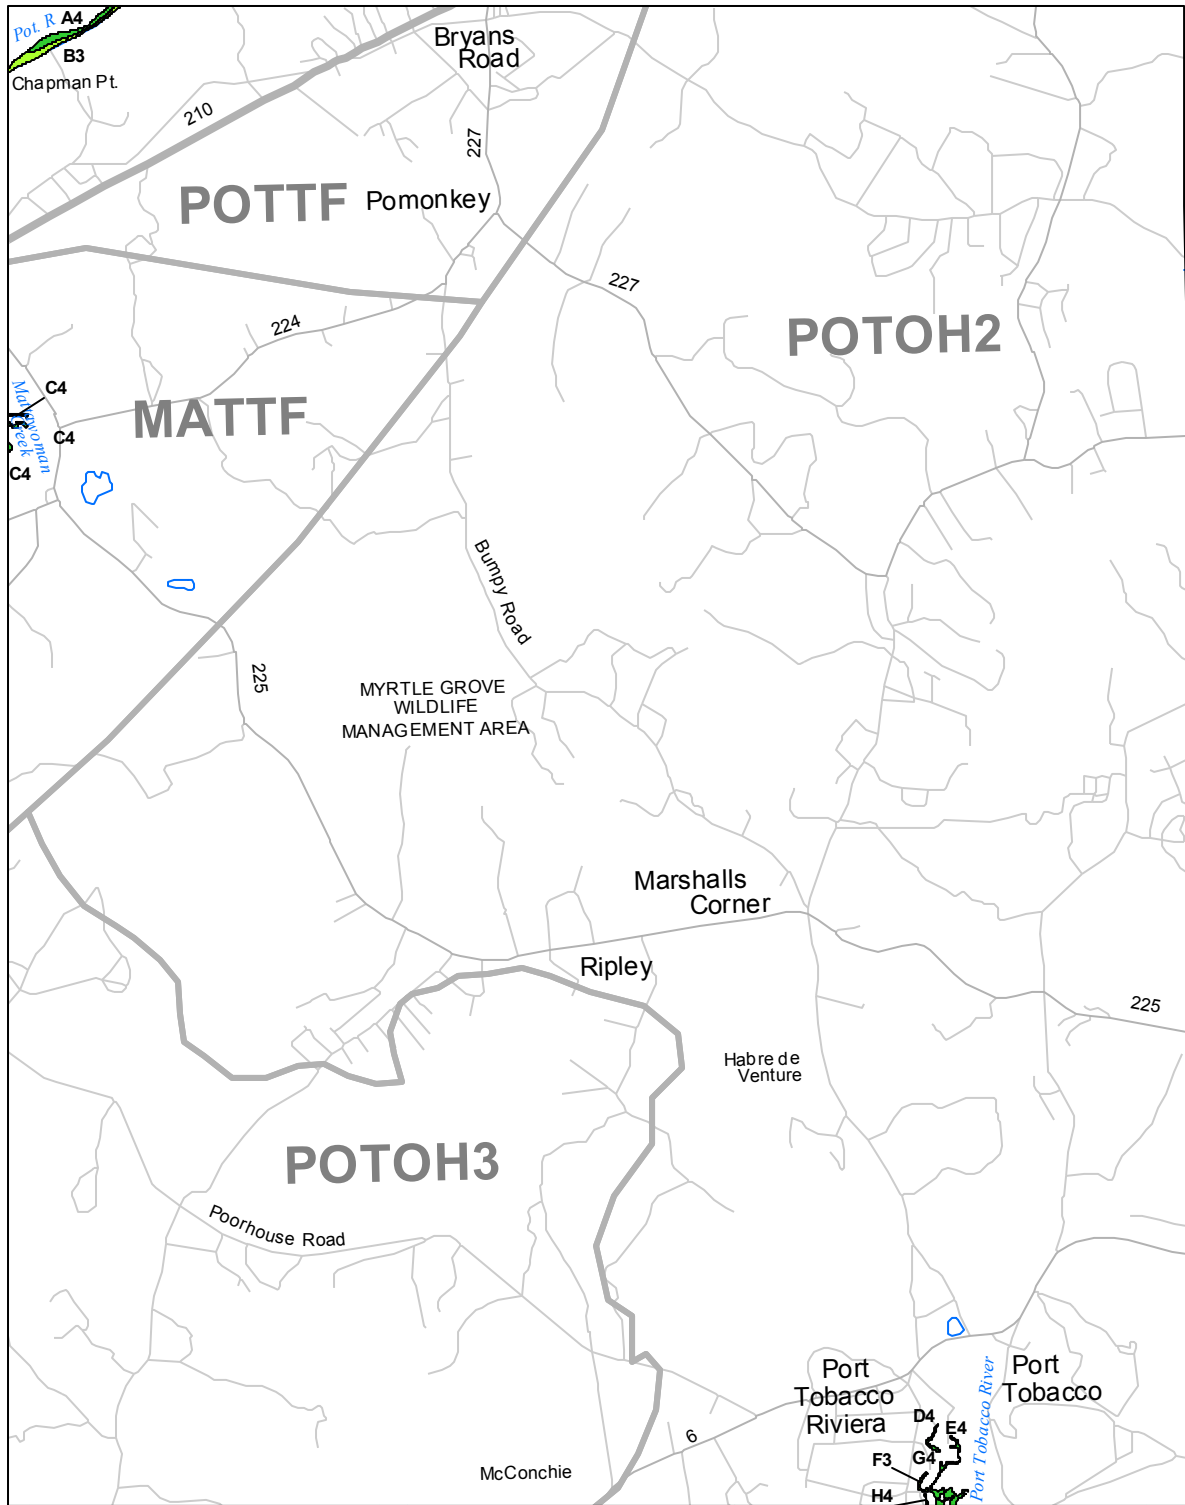 Pot. R
A4
B3
Chapman Pt.
Bryans
Road
210
227
POTTF
Pomonkey
227
224
POTOH2
MATTF
C4
C4
C4
Mattawoman
Creek
Bumpy Road
225
MYRTLE GROVE
WILDLIFE
MANAGEMENT AREA
Marshalls
Corner
Ripley
225
Habre de
Venture
POTOH3
Poorhouse Road
Port
Tobacco
Riviera
Port
Tobacco
Port Tobacco River
D4
E4
6
F3
G4
H4
McConchie